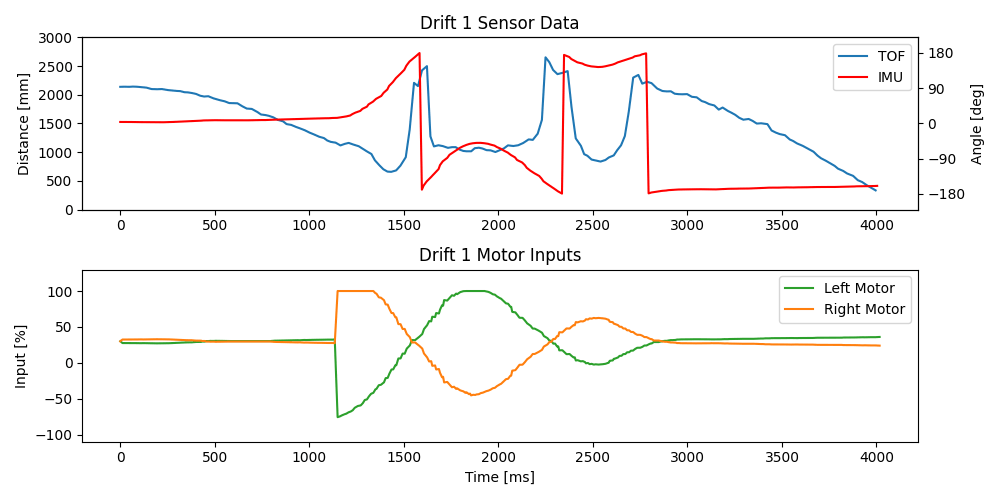 Drift 1 Sensor Data
Distance [mm]
3000
2500
2000
1500
1000
500
0
0 500 1000 1500 2000 2500 3000 3500 4000
180
90
0
−90
−180
Angle [deg]
TOF
IMU
Drift 1 Motor Inputs
Input [%]
100
50
0
−50
−100
Left Motor
Right Motor
0 500 1000 1500 2000 2500 3000 3500 4000
Time [ms]